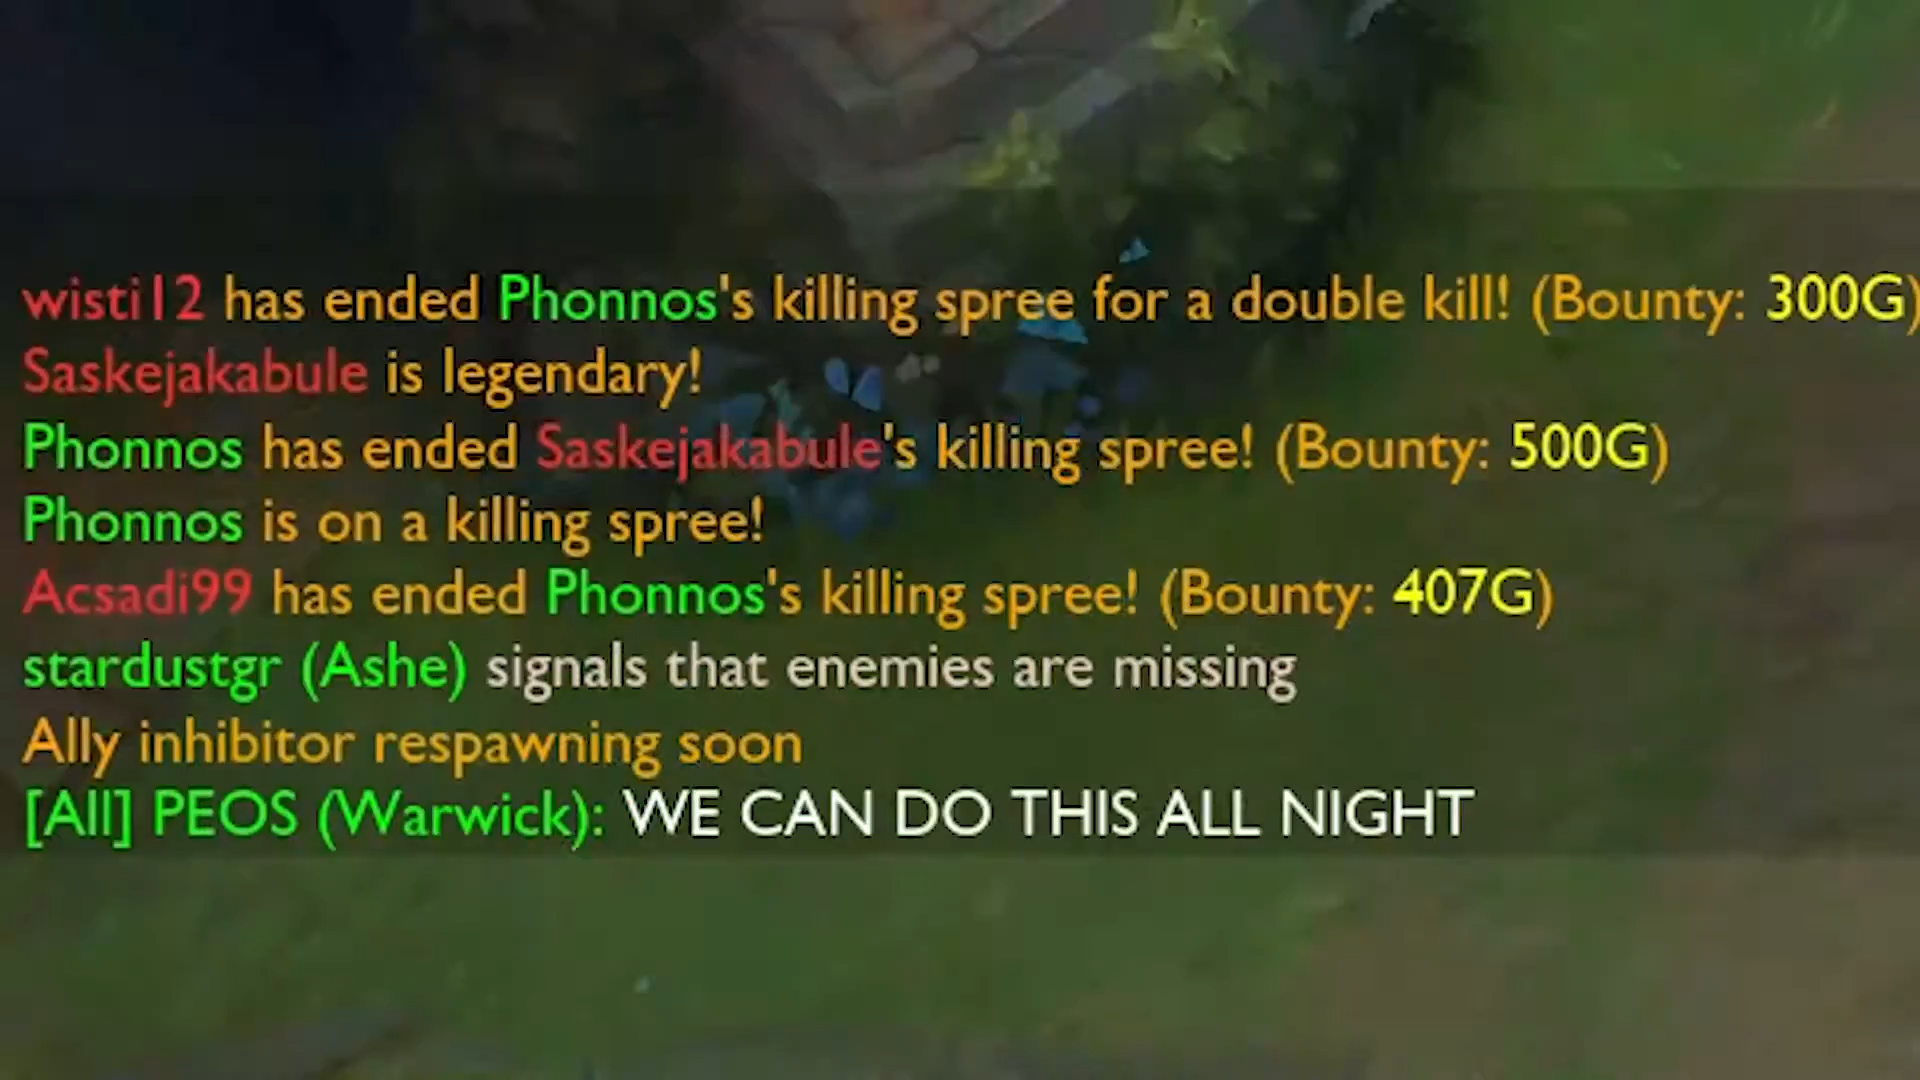 wisti12 has ended Phonnos's killing spree for a double kill! (Bounty: 300G)
Saskejakabule is legendary!
Phonnos has ended Saskejakabule's killing spree! (Bounty: 500G)
Phonnos is on a killing spree!
Acsadi99 has ended Phonnos's killing spree! (Bounty: 407G)
stardustgr (Ashe) signals that enemies are missing
Ally inhibitor respawning soon
[All] PEOS (Warwick): WE CAN DO THIS ALL NIGHT